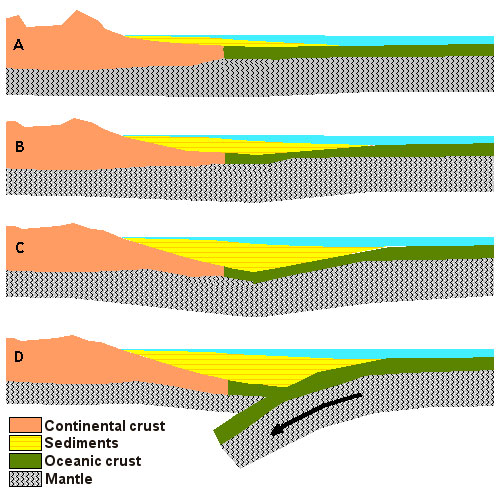 A
B
C
D
Continental crust
Sediments
Oceanic crust
Mantle